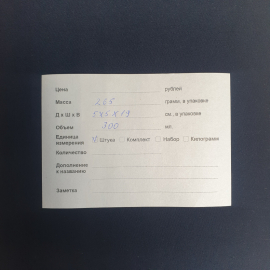 Цена рублей
Масса 265 грамм, в упаковке
Д х Ш х В 5х5х19 см, в упаковке
Объем 300 мл.
Единица
измерения Штука Комплект Набор Килограмм
Количество
Дополнение
к названию
Заметка